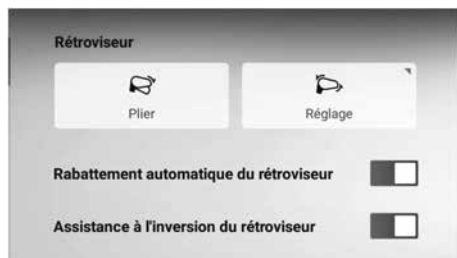 Rétroviseur
Plier
Réglage
Rabattement automatique du rétroviseur
Assistance à l'inversion du rétroviseur